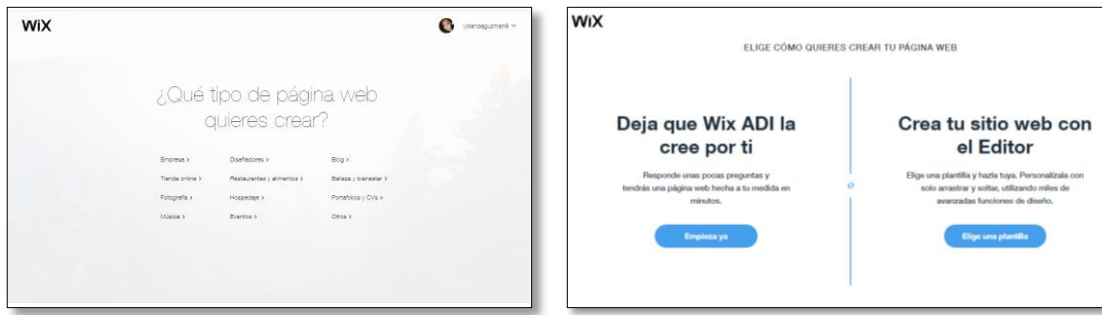 WiX
yolandaguzman9
¿Qué tipo de página web
quieres crear?
Empresa >
Diseñadores >
Blog >
Tienda online >
Restaurantes y alimentos >
Belleza y bienestar >
Fotografía >
Hospedaje >
Portafolios y CVs >
Música >
Eventos >
Otros >
WiX
ELIGE CÓMO QUIERES CREAR TU PÁGINA WEB
Deja que Wix ADI la
cree por ti
Responde unas pocas preguntas y
tendrás una página web hecha a tu medida en
minutos.
Empieza ya
o
Crea tu sitio web con
el Editor
Elige una plantilla y hazla tuya. Personalízala con
solo arrastrar y soltar, utilizando miles de
avanzadas funciones de diseño.
Elige una plantilla